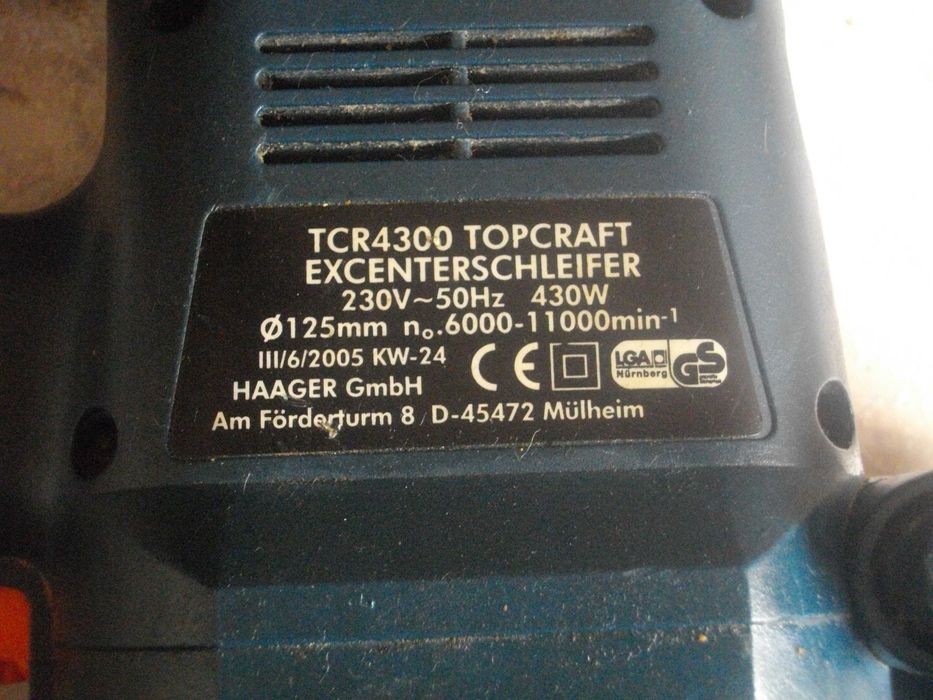 TCR4300 TOPCRAFT
EXCENTERSCHLEIFER
230V~50Hz 430W
Ø125mm n₀.6000-11000min⁻¹
III/6/2005 KW-24 CE LGA Nürnberg GS
HAAGER GmbH
Am Förderturm 8 D-45472 Mülheim